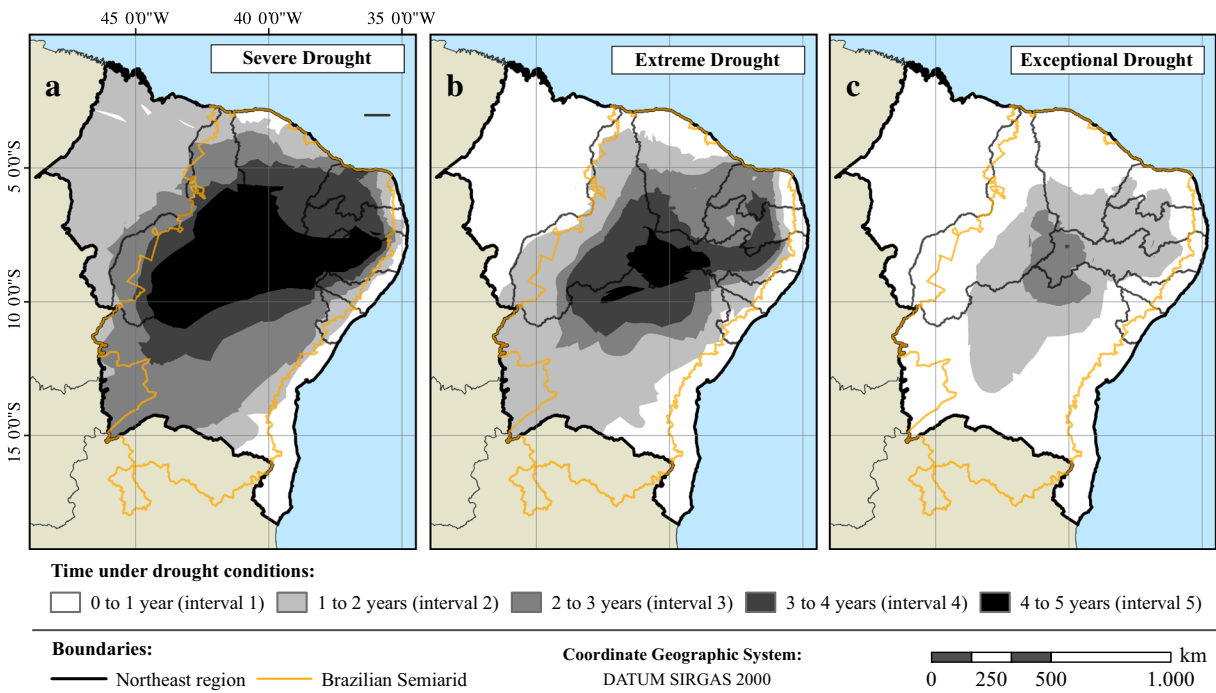 45 0'0"W 40 0'0"W 35 0'0"W
a Severe Drought
b Extreme Drought
c Exceptional Drought
5 0'0"S
10 0'0"S
15 0'0"S
Time under drought conditions:
0 to 1 year (interval 1) 1 to 2 years (interval 2) 2 to 3 years (interval 3) 3 to 4 years (interval 4) 4 to 5 years (interval 5)
Boundaries:
Northeast region Brazilian Semiarid
Coordinate Geographic System:
DATUM SIRGAS 2000
km
0 250 500 1.000